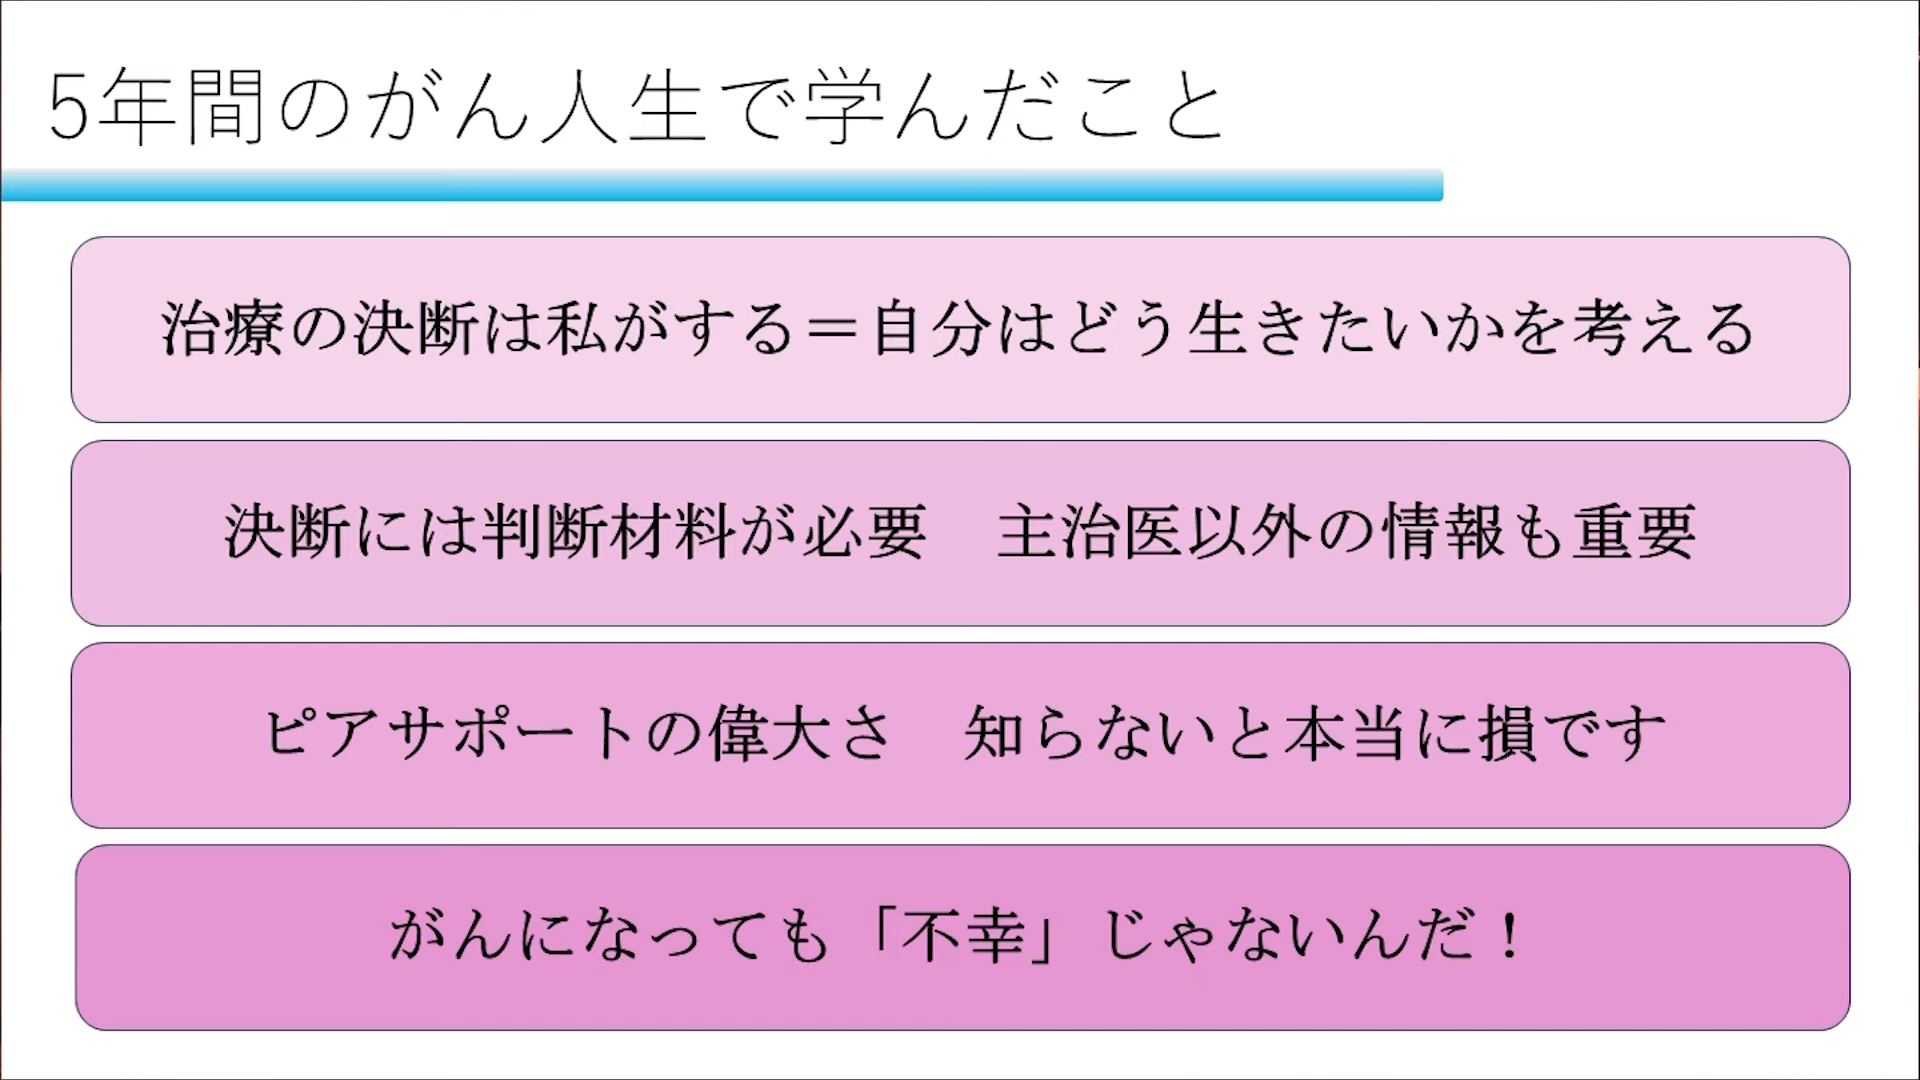 5年間のがん人生で学んだこと
治療の決断は私がする＝自分はどう生きたいかを考える
決断には判断材料が必要　主治医以外の情報も重要
ピアサポートの偉大さ　知らないと本当に損です
がんになっても「不幸」じゃないんだ！